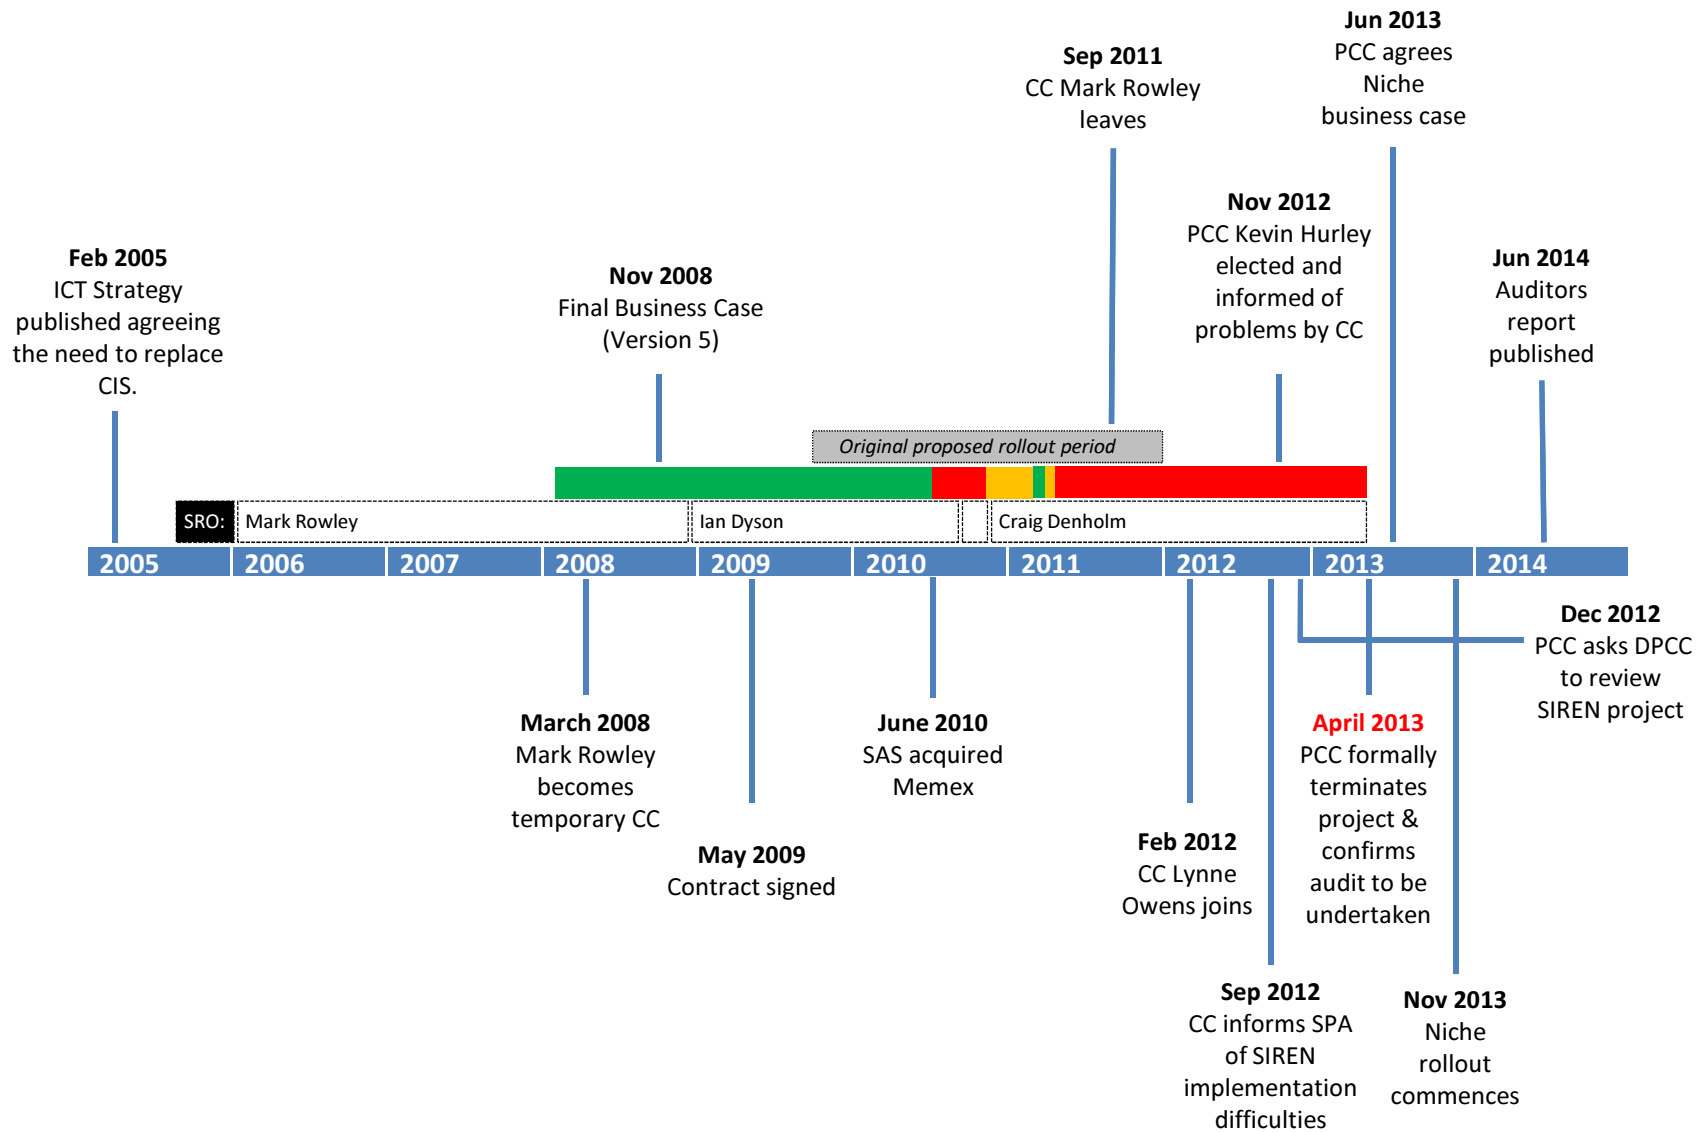 Jun 2013
PCC agrees
Niche
business case
Sep 2011
CC Mark Rowley
leaves
Nov 2012
PCC Kevin Hurley
elected and
informed of
problems by CC
Feb 2005
ICT Strategy
published agreeing
the need to replace
CIS.
Nov 2008
Final Business Case
(Version 5)
Jun 2014
Auditors
report
published
Original proposed rollout period
SRO:
Mark Rowley
Ian Dyson
Craig Denholm
2005
2006
2007
2008
2009
2010
2011
2012
2013
2014
March 2008
Mark Rowley
becomes
temporary CC
May 2009
Contract signed
June 2010
SAS acquired
Memex
Feb 2012
CC Lynne
Owens joins
Sep 2012
CC informs SPA
of SIREN
implementation
difficulties
April 2013
PCC formally
terminates
project &
confirms
audit to be
undertaken
Nov 2013
Niche
rollout
commences
Dec 2012
PCC asks DPCC
to review
SIREN project